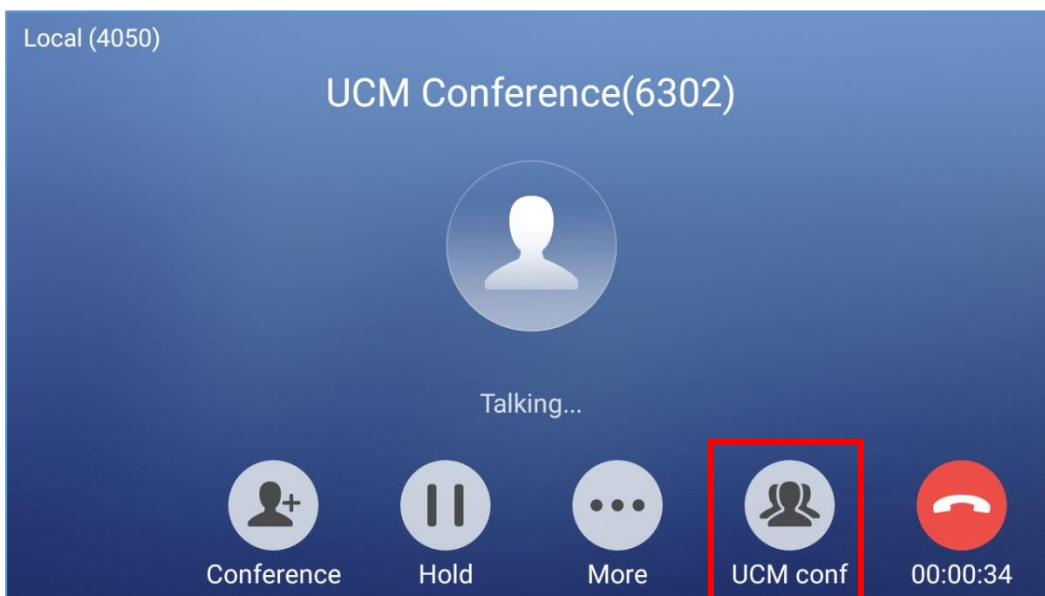 Local (4050)
UCM Conference(6302)
Talking...
Conference
Hold
More
UCM conf
00:00:34